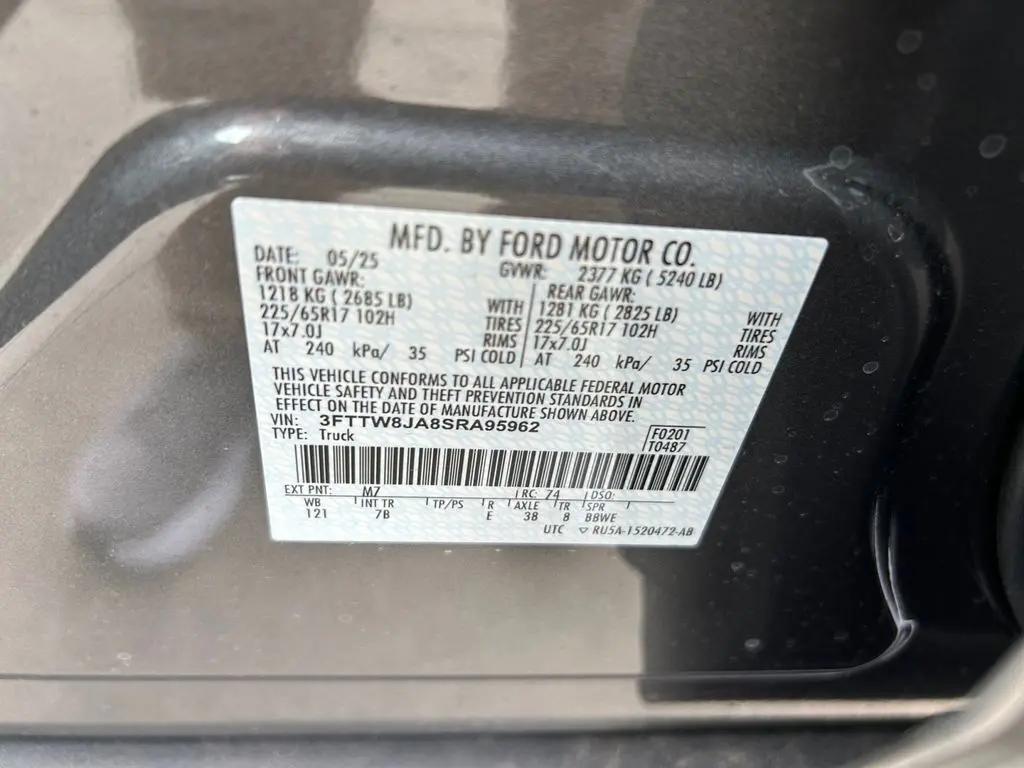 MFD. BY FORD MOTOR CO.
DATE: 05/25 GVWR: 2377 KG ( 5240 LB)
FRONT GAWR: REAR GAWR:
1218 KG ( 2685 LB) WITH 1281 KG ( 2825 LB) WITH
225/65R17 102H TIRES 225/65R17 102H TIRES
17x7.0J RIMS 17x7.0J RIMS
AT 240 kPa/ 35 PSI COLD AT 240 kPa/ 35 PSI COLD
THIS VEHICLE CONFORMS TO ALL APPLICABLE FEDERAL MOTOR
VEHICLE SAFETY AND THEFT PREVENTION STANDARDS IN
EFFECT ON THE DATE OF MANUFACTURE SHOWN ABOVE.
VIN: 3FTTW8JA8SRA95962 F0201
TYPE: Truck T0487
EXT PNT: M7 RC: 74 DSO:
WB INT TR TP/PS R AXLE TR SPR
121 7B E 38 8 BBWE
UTC ▽ RU5A-1520472-AB